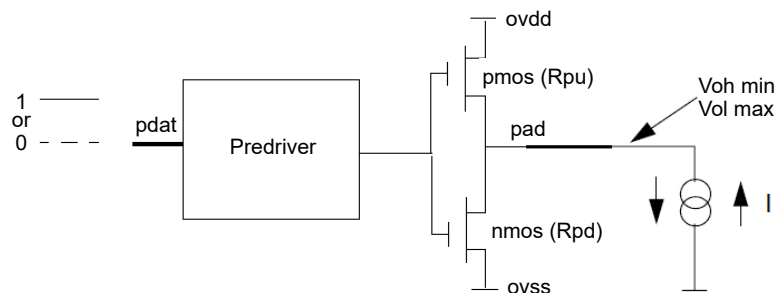 ovdd
pmos (Rpu)
Voh min
Vol max
1
or
0
pdat
Predriver
pad
I
nmos (Rpd)
ovss